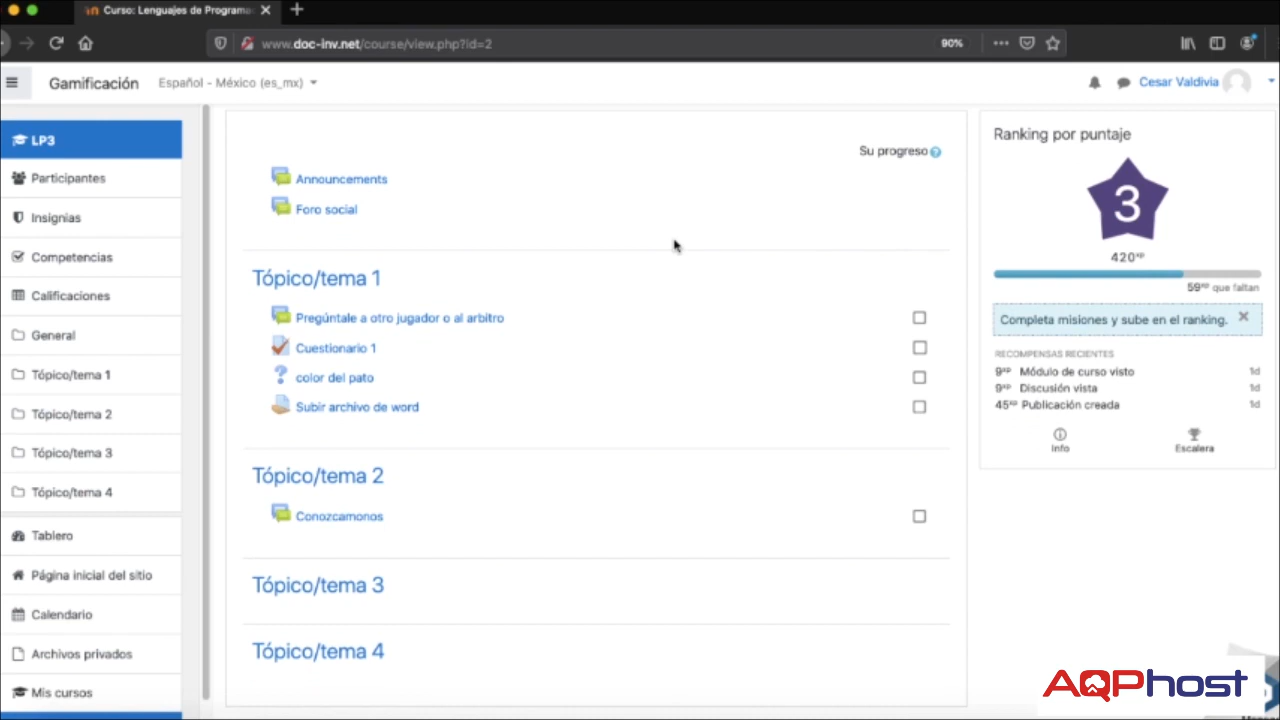 Curso: Lenguajes de Programa
www.doc-inv.net/course/view.php?id=2
90%
Gamificación
Español - México (es_mx)
Cesar Valdivia
LP3
Participantes
Insignias
Competencias
Calificaciones
General
Tópico/tema 1
Tópico/tema 2
Tópico/tema 3
Tópico/tema 4
Tablero
Página inicial del sitio
Calendario
Archivos privados
Mis cursos
Su progreso
Announcements
Foro social
Tópico/tema 1
Pregúntale a otro jugador o al arbitro
Cuestionario 1
color del pato
Subir archivo de word
Tópico/tema 2
Conozcamonos
Tópico/tema 3
Tópico/tema 4
Ranking por puntaje
3
420xp
59xp que faltan
Completa misiones y sube en el ranking.
RECOMPENSAS RECIENTES
9xp Módulo de curso visto 1d
9xp Discusión vista 1d
45xp Publicación creada 1d
Info
Escalera
AQPhost